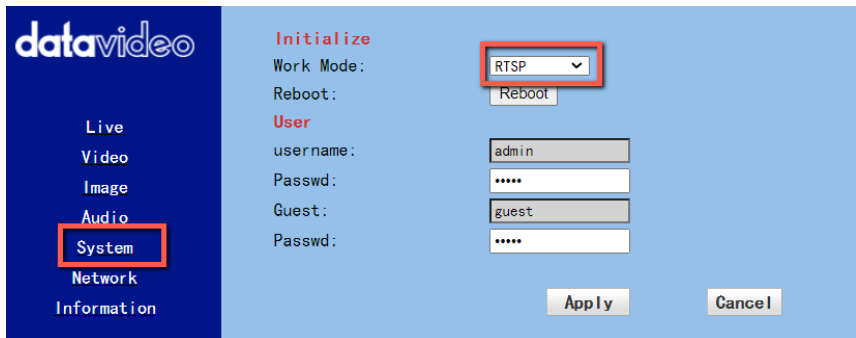 datavideo
Live
Video
Image
Audio
System
Network
Information
Initialize
Work Mode: RTSP
Reboot: Reboot
User
username: admin
Passwd: •••••
Guest: guest
Passwd: •••••
Apply Cancel